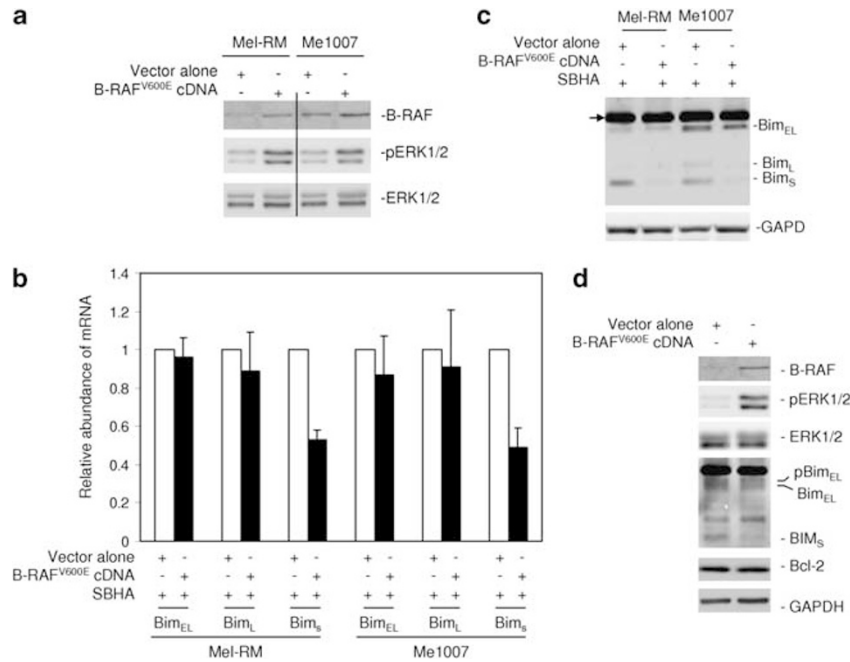 a
Mel-RM Me1007
Vector alone + - + -
B-RAFV600E cDNA - + - +
-B-RAF
-pERK1/2
-ERK1/2
b
Relative abundance of mRNA
1.4
1.2
1
0.8
0.6
0.4
0.2
0
Vector alone + - + - + - + - + - + -
B-RAFV600E cDNA - + - + - + - + - + - +
SBHA + + + + + + + + + + + +
BimEL BimL Bims BimEL BimL Bims
Mel-RM Me1007
c
Mel-RM Me1007
Vector alone + - + -
B-RAFV600E cDNA - + - +
SBHA + + + +
-BimEL
- BimL
- BimS
-GAPD
d
Vector alone + -
B-RAFV600E cDNA - +
- B-RAF
- pERK1/2
- ERK1/2
pBimEL
BimEL
- BIMS
- Bcl-2
- GAPDH